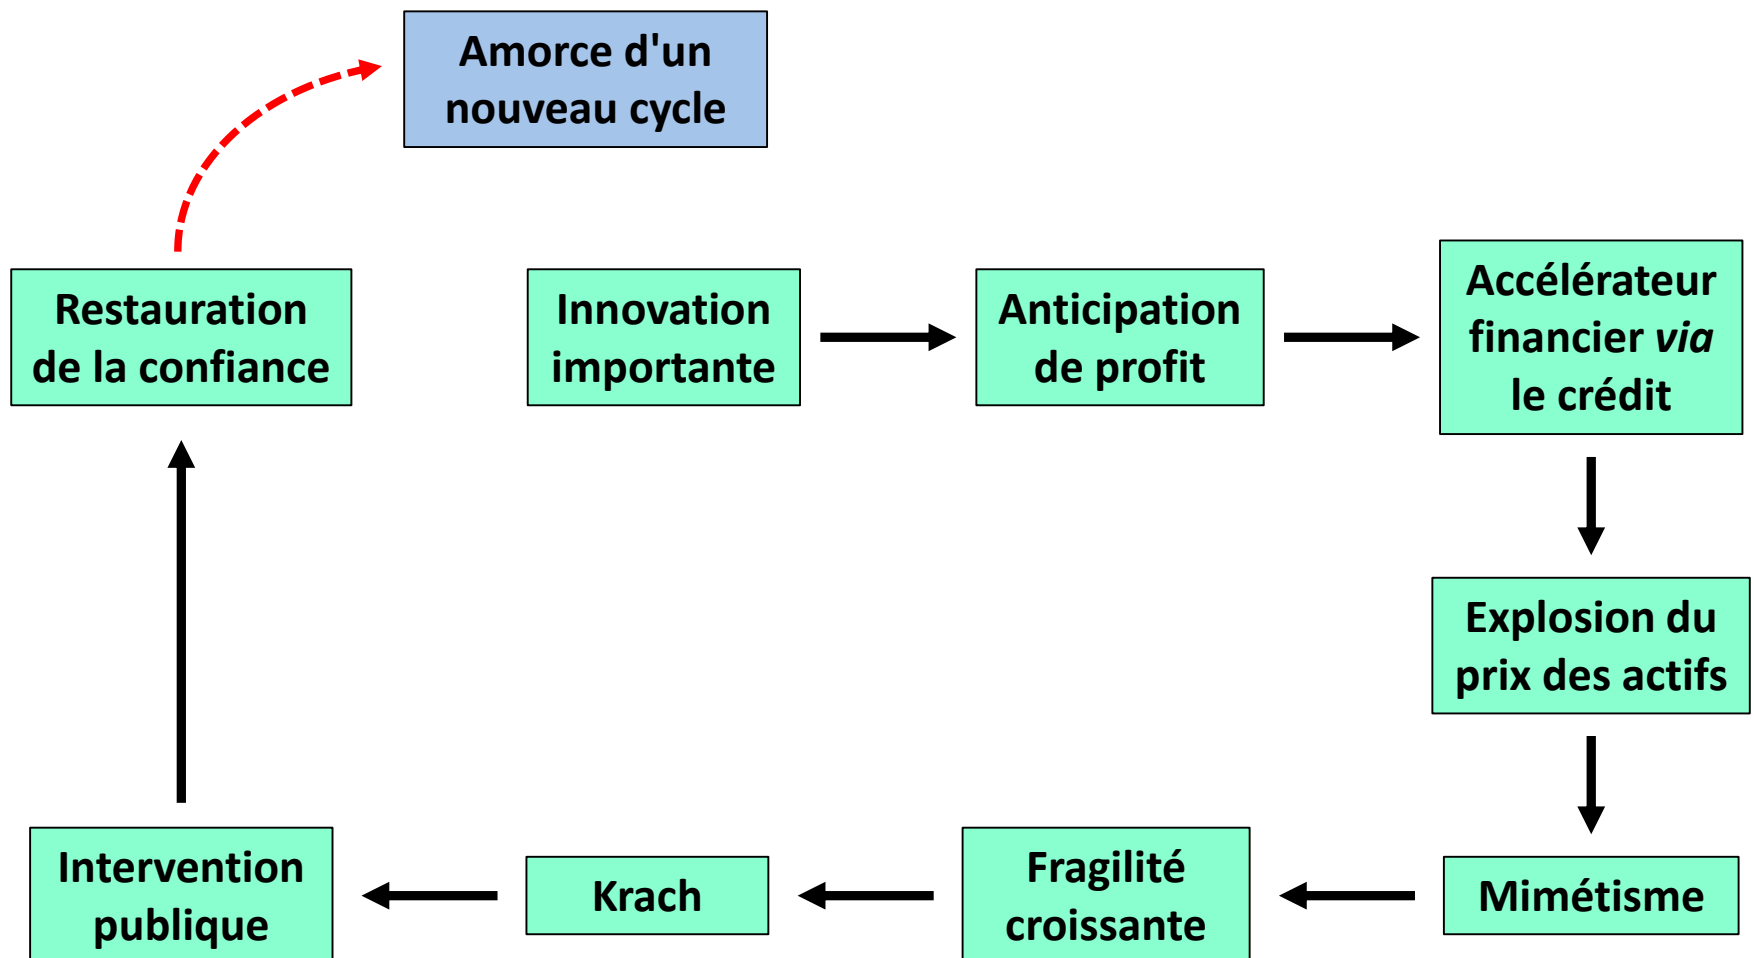 Amorce d'un
nouveau cycle
Restauration
de la confiance
Innovation
importante
Anticipation
de profit
Accélérateur
financier via
le crédit
Explosion du
prix des actifs
Mimétisme
Fragilité
croissante
Krach
Intervention
publique